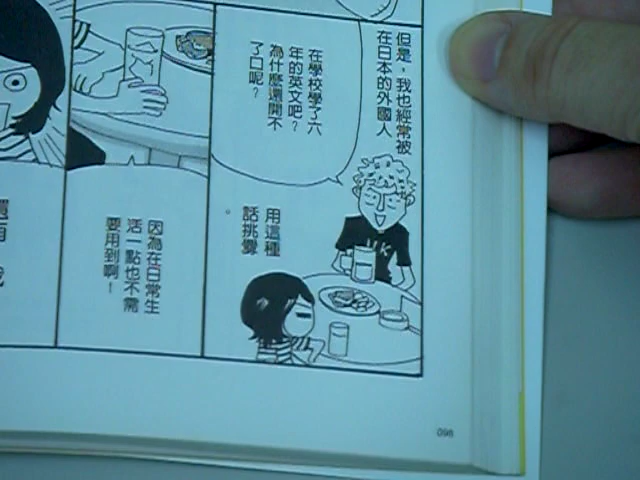 但是，我也經常被
在日本的外國人
在學校學了六
年的英文吧？
為什麼還開不
了口呢？
用這種
話挑釁
。
因為在日常生
活一點也不需
要用到啊！
098